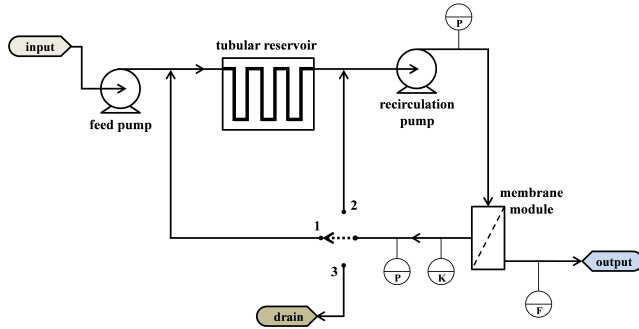 input
feed pump
tubular reservoir
recirculation
pump
P
membrane
module
1
2
3
P
K
F
output
drain